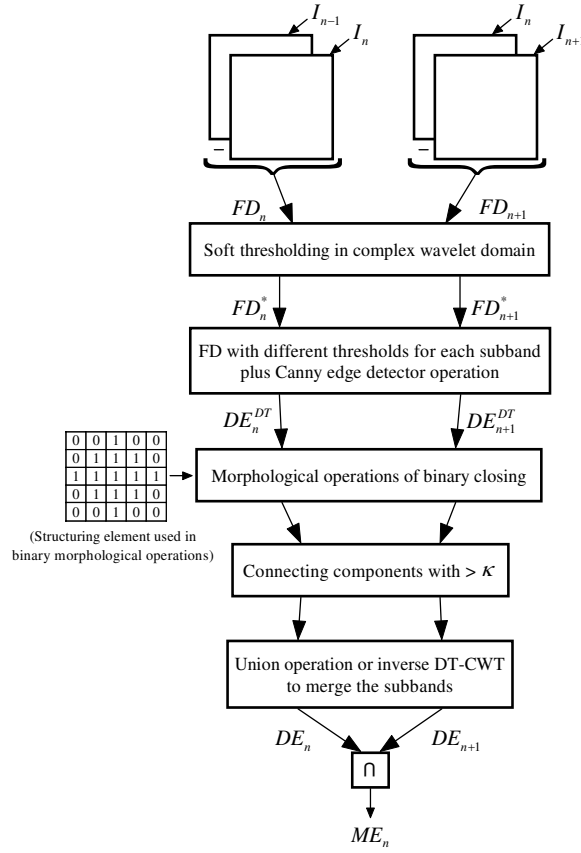 I_{n−1} I_n
I_n I_{n+
− −
FD_n FD_{n+1}
Soft thresholding in complex wavelet domain
FD_n^* FD_{n+1}^*
FD with different thresholds for each subband
plus Canny edge detector operation
DE_n^{DT} DE_{n+1}^{DT}
0 0 1 0 0
0 1 1 1 0
1 1 1 1 1
0 1 1 1 0
0 0 1 0 0
Morphological operations of binary closing
(Structuring element used in
binary morphological operations)
Connecting components with > κ
Union operation or inverse DT-CWT
to merge the subbands
DE_n DE_{n+1}
∩
ME_n